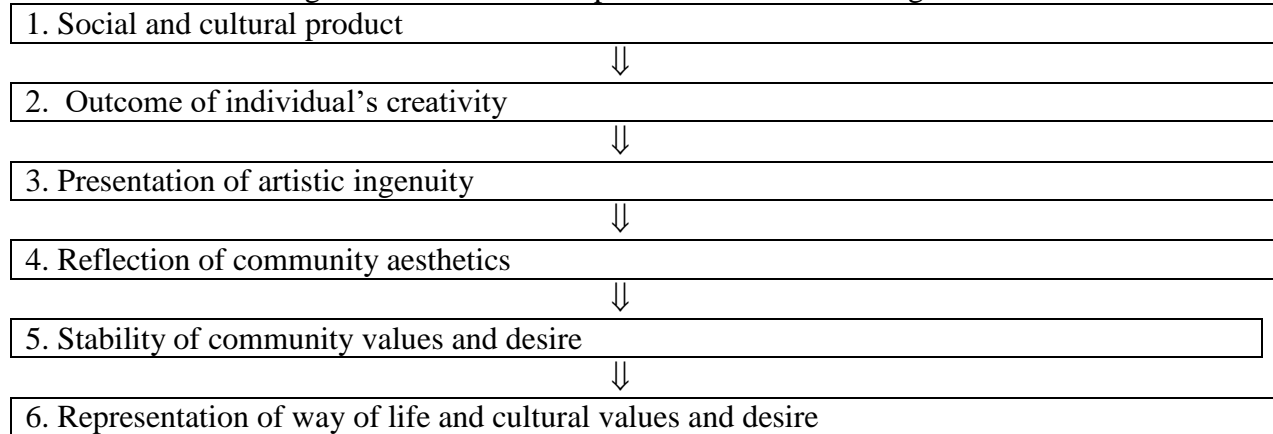 1. Social and cultural product
⇓
2. Outcome of individual's creativity
⇓
3. Presentation of artistic ingenuity
⇓
4. Reflection of community aesthetics
⇓
5. Stability of community values and desire
⇓
6. Representation of way of life and cultural values and desire